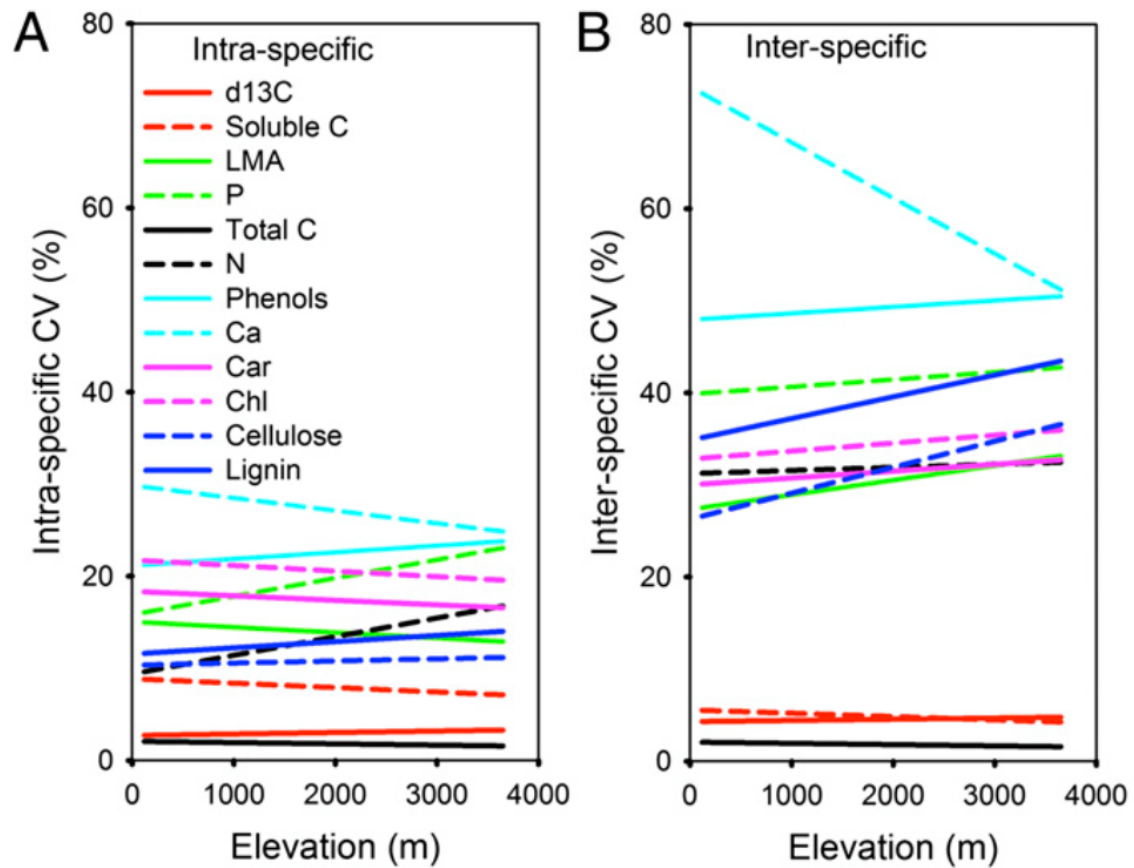 A
80
Intra-specific
d13C
Soluble C
LMA
P
Total C
N
Phenols
Ca
Car
Chl
Cellulose
Lignin
60
40
20
0
Intra-specific CV (%)
0 1000 2000 3000 4000
Elevation (m)
B
80
Inter-specific
60
40
20
0
Inter-specific CV (%)
0 1000 2000 3000 4000
Elevation (m)